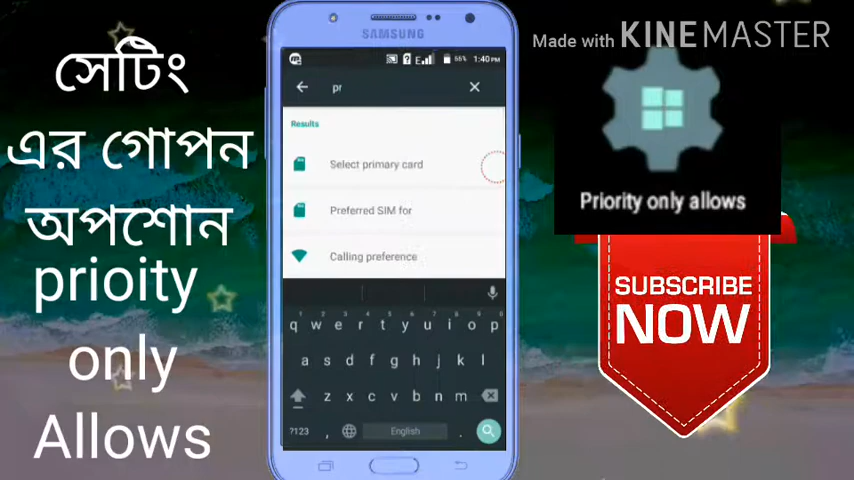 সেটিং
এর গোপন
অপশোন
prioity
only
Allows
SAMSUNG
E 55% 1:40 PM
pr
Results
Select primary card
Preferred SIM for
Calling preference
q w e r t y u i o p
a s d f g h j k l
z x c v b n m
?123 , English .
Made with KINEMASTER
Priority only allows
SUBSCRIBE
NOW